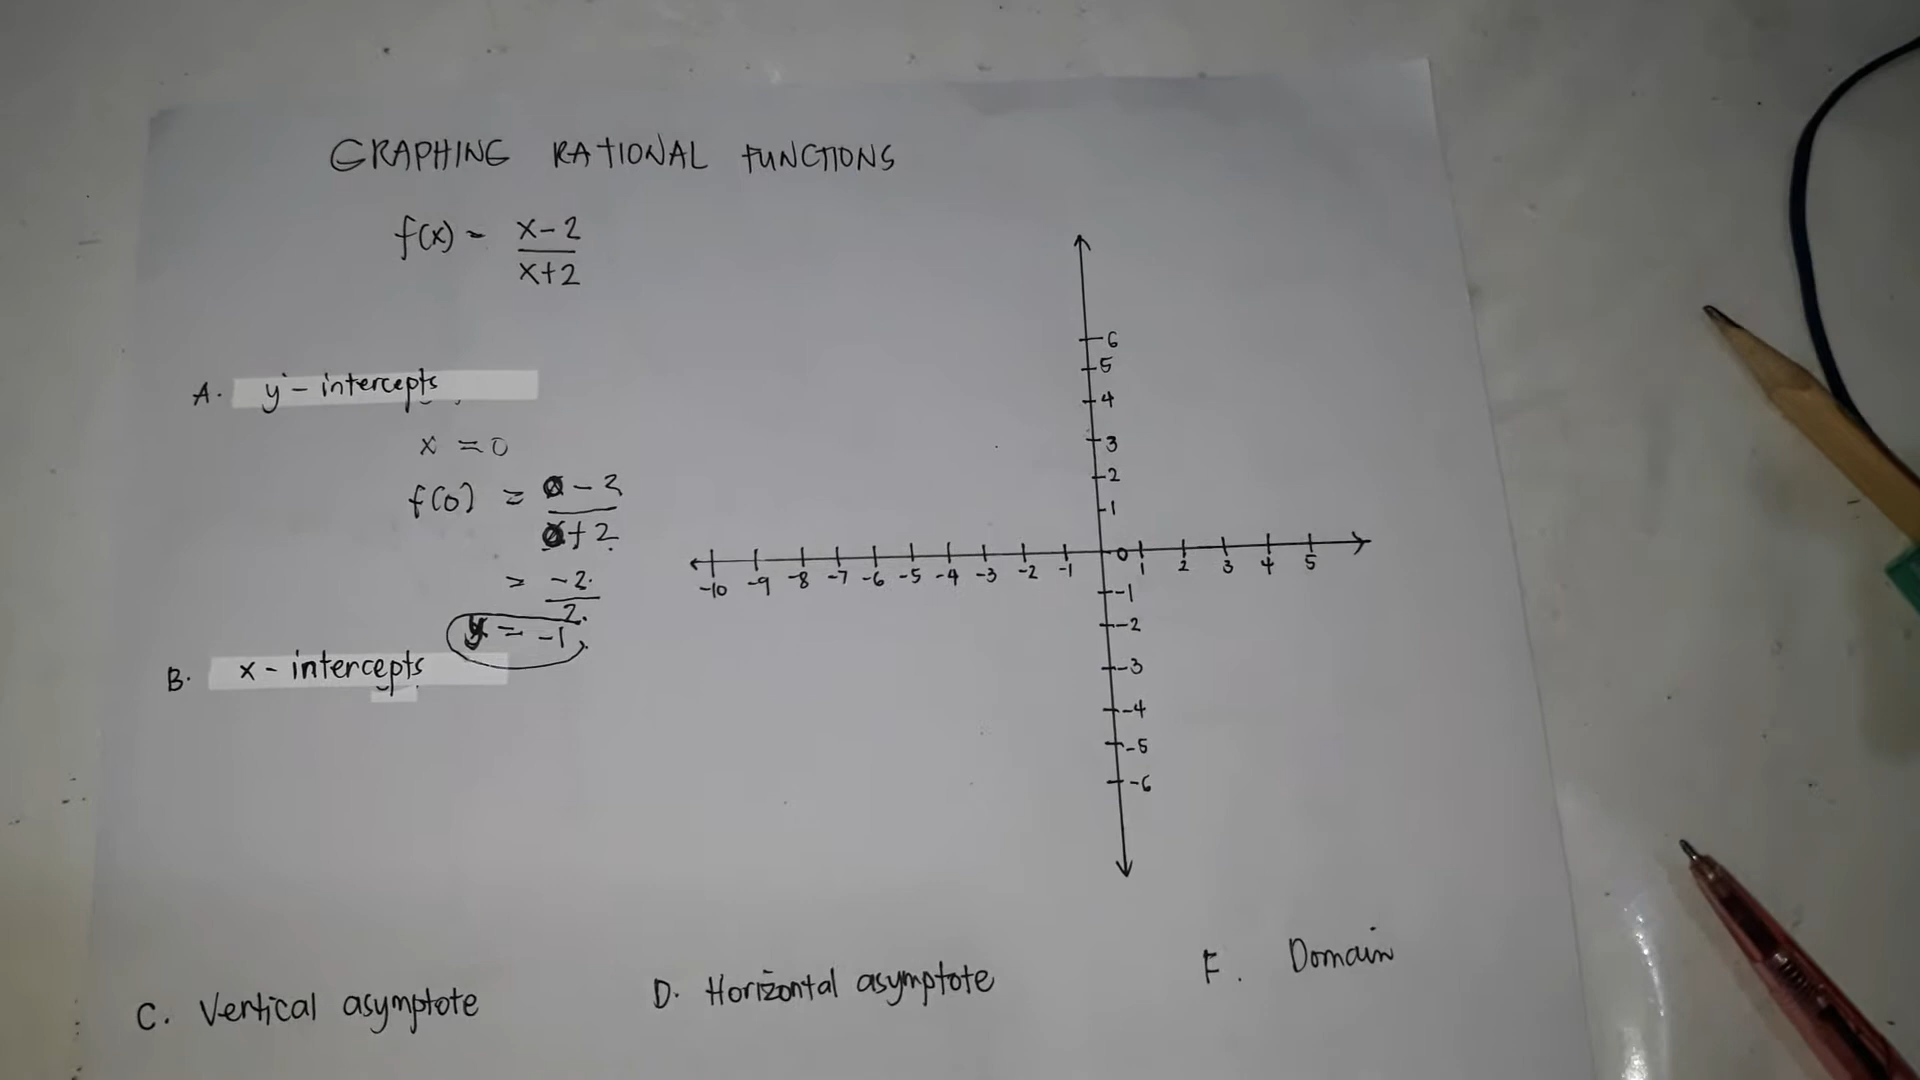 GRAPHING RATIONAL FUNCTIONS
f(x) = x-2
x+2
A. y - intercepts
x = 0
f(0) = 0 - 2
0 + 2
= -2
2
y = -1
B. x - intercepts
6
5
4
3
2
1
-10 -9 -8 -7 -6 -5 -4 -3 -2 -1 0 1 2 3 4 5
-1
-2
-3
-4
-5
-6
C. Vertical asymptote
D. Horizontal asymptote
F. Domain